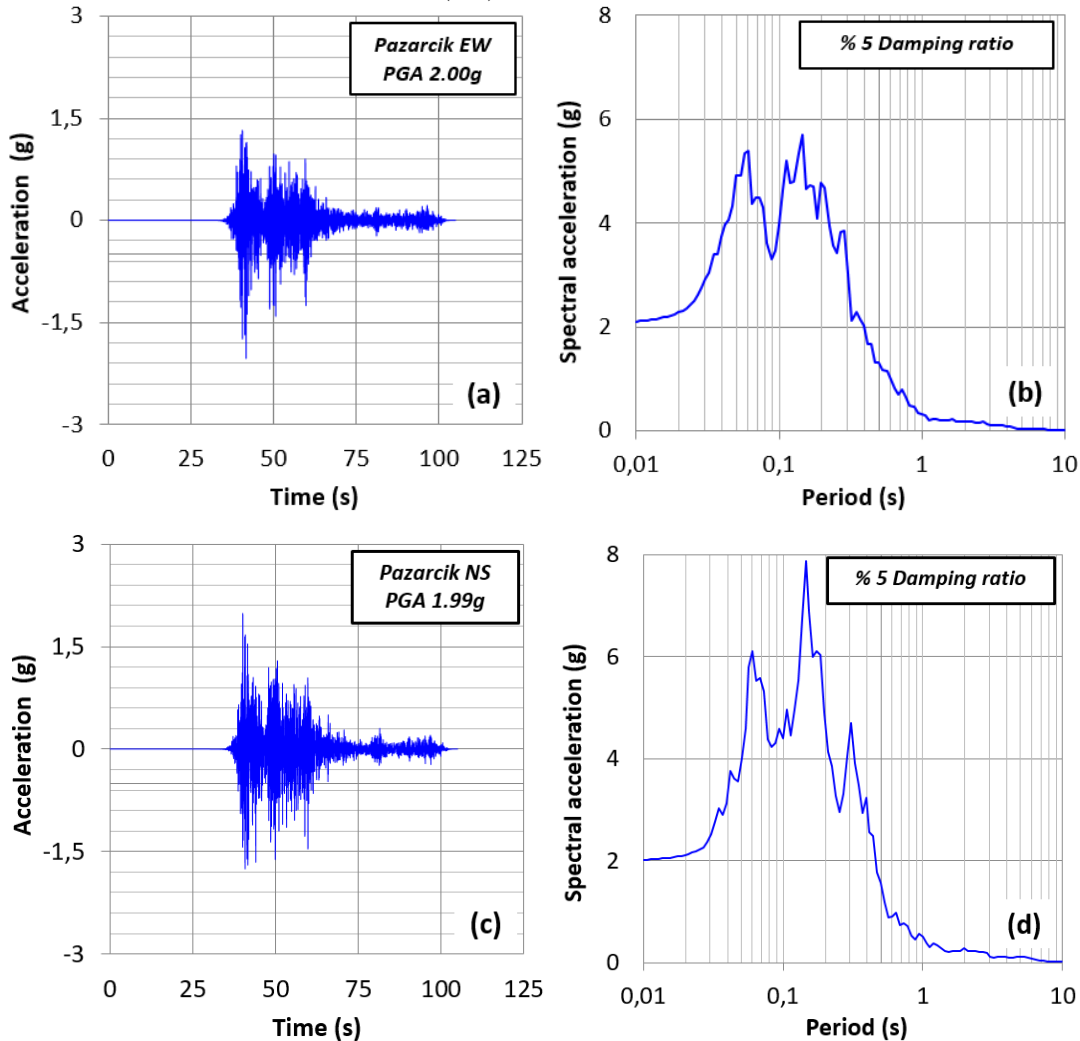 3
1,5
0
-1,5
-3
Acceleration (g)
Pazarcik EW
PGA 2.00g
(a)
0 25 50 75 100 125
Time (s)
8
6
4
2
0
Spectral acceleration (g)
% 5 Damping ratio
(b)
0,01 0,1 1 10
Period (s)
3
1,5
0
-1,5
-3
Acceleration (g)
Pazarcik NS
PGA 1.99g
(c)
0 25 50 75 100 125
Time (s)
8
6
4
2
0
Spectral acceleration (g)
% 5 Damping ratio
(d)
0,01 0,1 1 10
Period (s)